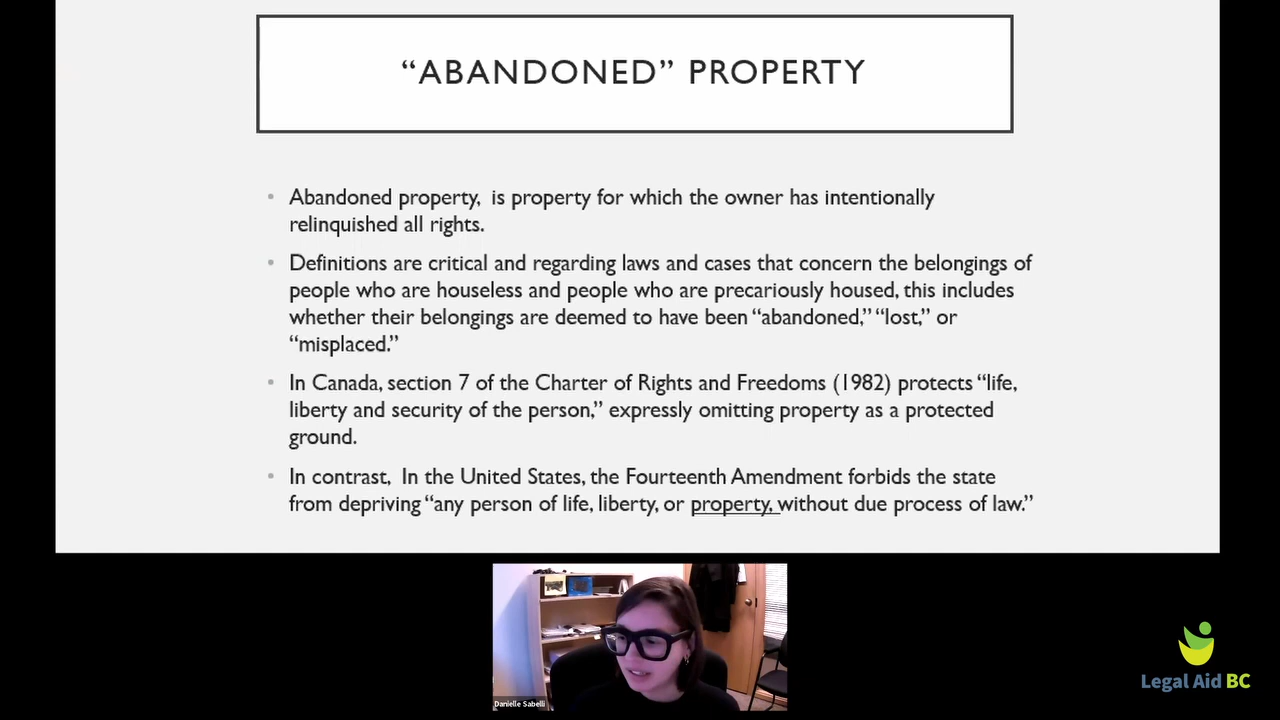 “ABANDONED” PROPERTY
• Abandoned property,  is property for which the owner has intentionally
relinquished all rights.
• Definitions are critical and regarding laws and cases that concern the belongings of
people who are houseless and people who are precariously housed, this includes
whether their belongings are deemed to have been “abandoned,” “lost,” or
“misplaced.”
• In Canada, section 7 of the Charter of Rights and Freedoms (1982) protects “life,
liberty and security of the person,” expressly omitting property as a protected
ground.
• In contrast,  In the United States, the Fourteenth Amendment forbids the state
from depriving “any person of life, liberty, or property, without due process of law.”
Danielle Sabelli
Legal Aid BC